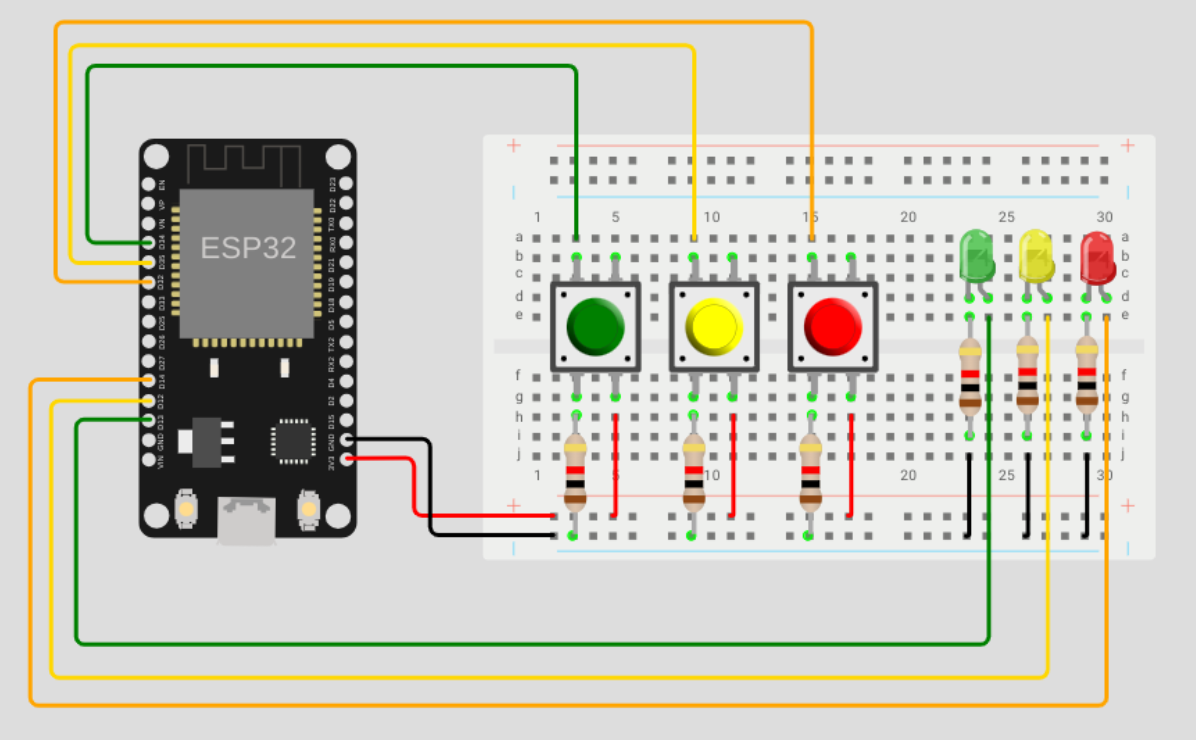 ESP32
EN
VP
VN
D34
D35
D32
D33
D25
D26
D27
D14
D12
D13
GND
VIN
D23
D22
TX0
RX0
D21
D19
D18
D5
TX2
RX2
D4
D2
D15
GND
3V3
+ +
1 5 10 15 20 25 30
a a
b b
c c
d d
e e
f f
g g
h h
i i
j j
1 5 10 15 20 25 30
+ +